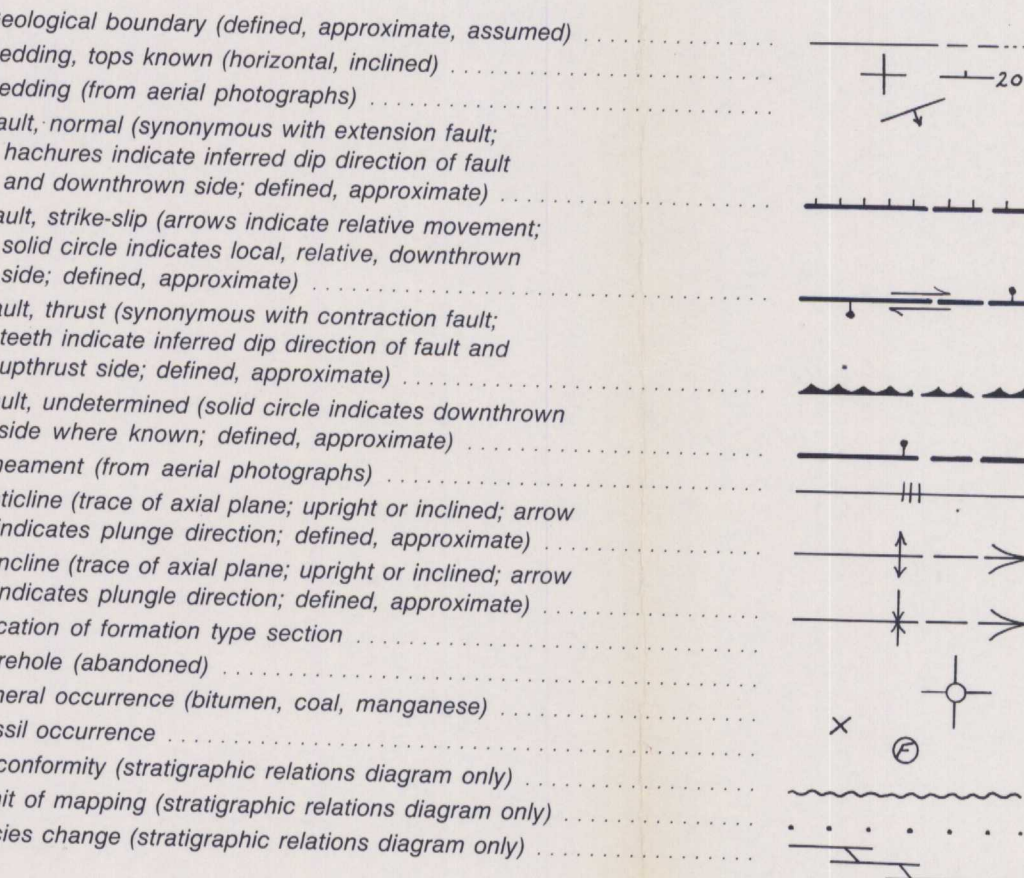 eological boundary (defined, approximate, assumed) ....................
edding, tops known (horizontal, inclined) .................... 20
edding (from aerial photographs) ....................
ault, normal (synonymous with extension fault;
hachures indicate inferred dip direction of fault
and downthrown side; defined, approximate) ....................
ault, strike-slip (arrows indicate relative movement;
solid circle indicates local, relative, downthrown
side; defined, approximate) ....................
ault, thrust (synonymous with contraction fault;
teeth indicate inferred dip direction of fault and
upthrust side; defined, approximate) ....................
ult, undetermined (solid circle indicates downthrown
side where known; defined, approximate) ....................
neament (from aerial photographs) ....................
ticline (trace of axial plane; upright or inclined; arrow
indicates plunge direction; defined, approximate) ....................
ncline (trace of axial plane; upright or inclined; arrow
ndicates plungle direction; defined, approximate) ....................
cation of formation type section ....................
rehole (abandoned) ....................
neral occurrence (bitumen, coal, manganese) ....................
X
ssil occurrence ....................
F
conformity (stratigraphic relations diagram only) ....................
it of mapping (stratigraphic relations diagram only) ....................
cies change (stratigraphic relations diagram only) ....................